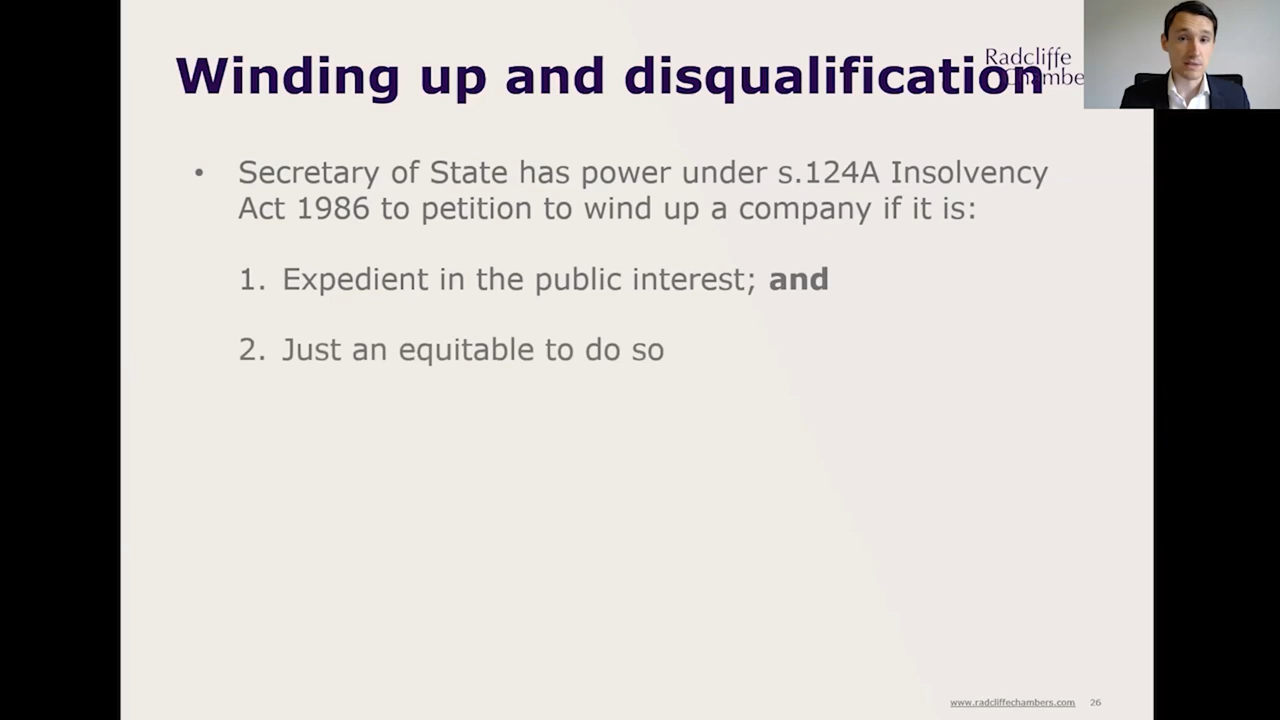 Winding up and disqualification
Radcliffe
Chambe
• Secretary of State has power under s.124A Insolvency
Act 1986 to petition to wind up a company if it is:
1. Expedient in the public interest; and
2. Just an equitable to do so
www.radcliffechambers.com 26